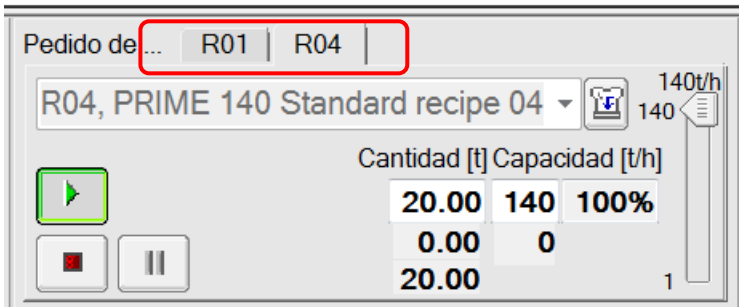 Pedido de ... R01 R04
140t/h
R04, PRIME 140 Standard recipe 04
140
Cantidad [t] Capacidad [t/h]
20.00 140 100%
0.00 0
20.00
1